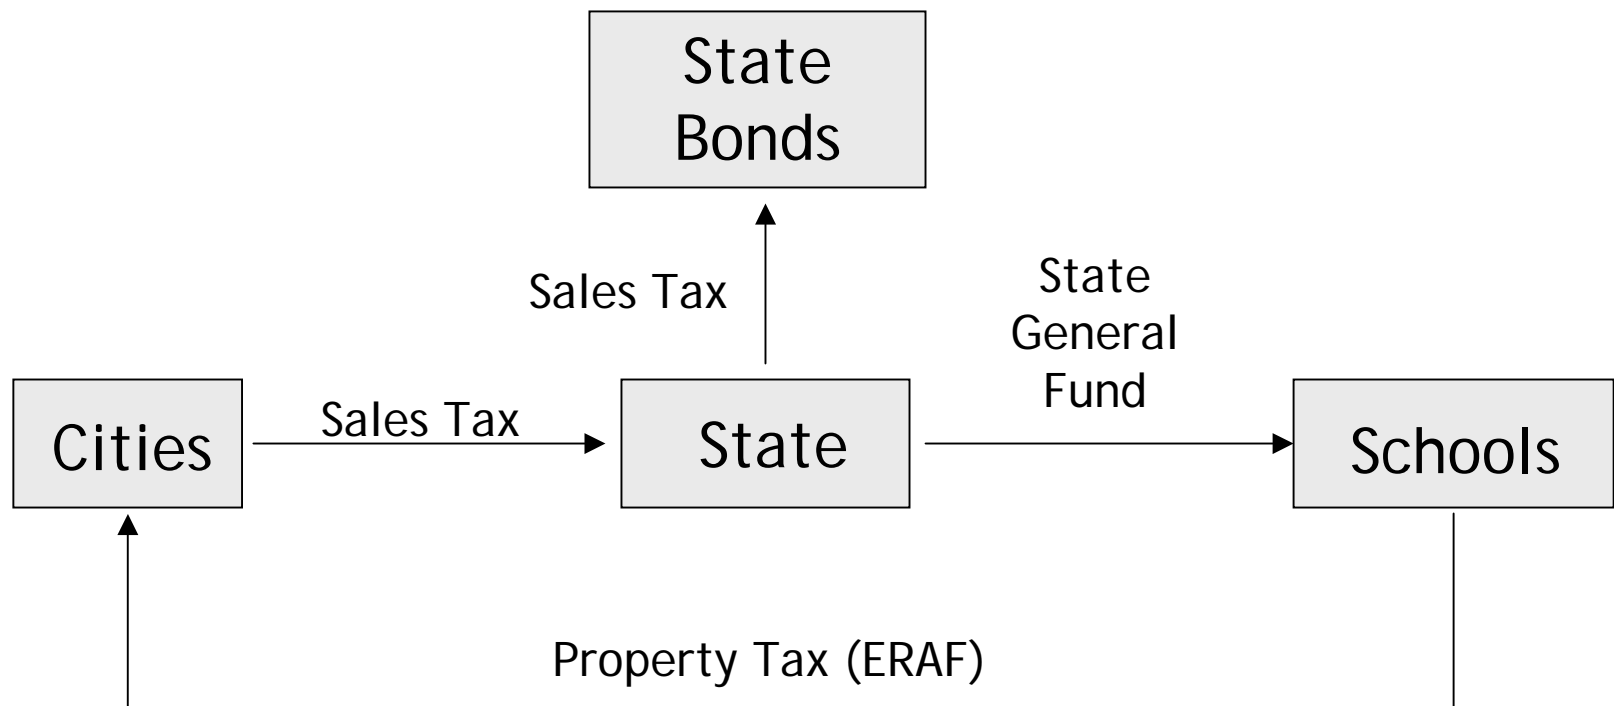 State
Bonds
Sales Tax
State
General
Fund
Cities
Sales Tax
State
Schools
Property Tax (ERAF)